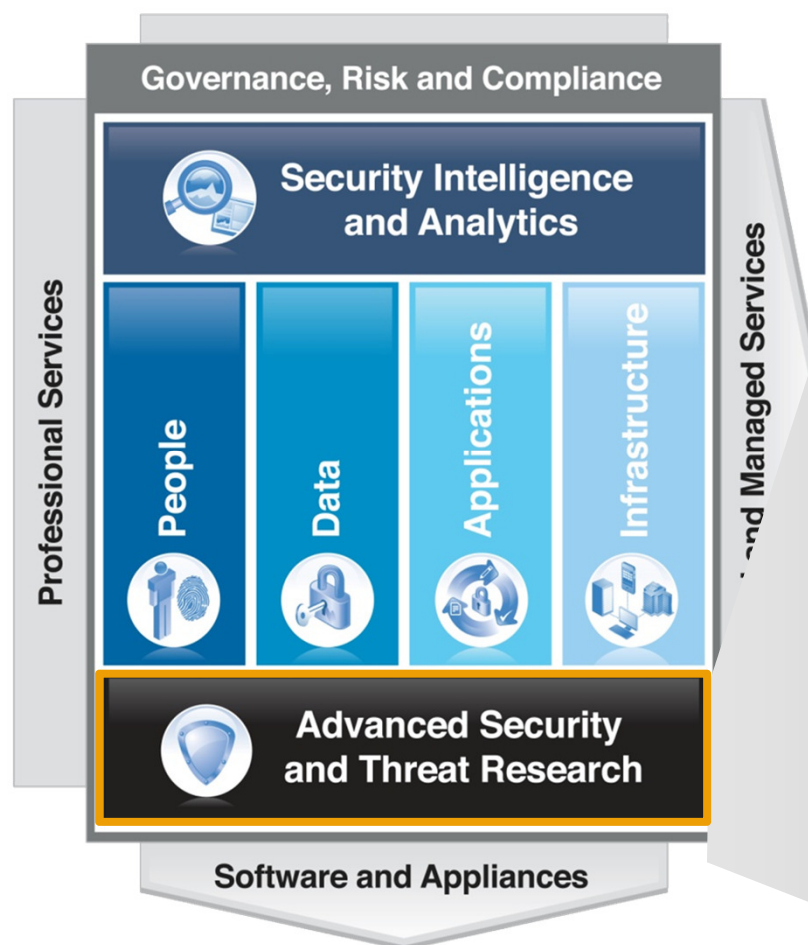 Governance, Risk and Compliance
Security Intelligence
and Analytics
Professional Services
People
Data
Applications
Infrastructure
and Managed Services
Advanced Security
and Threat Research
Software and Appliances